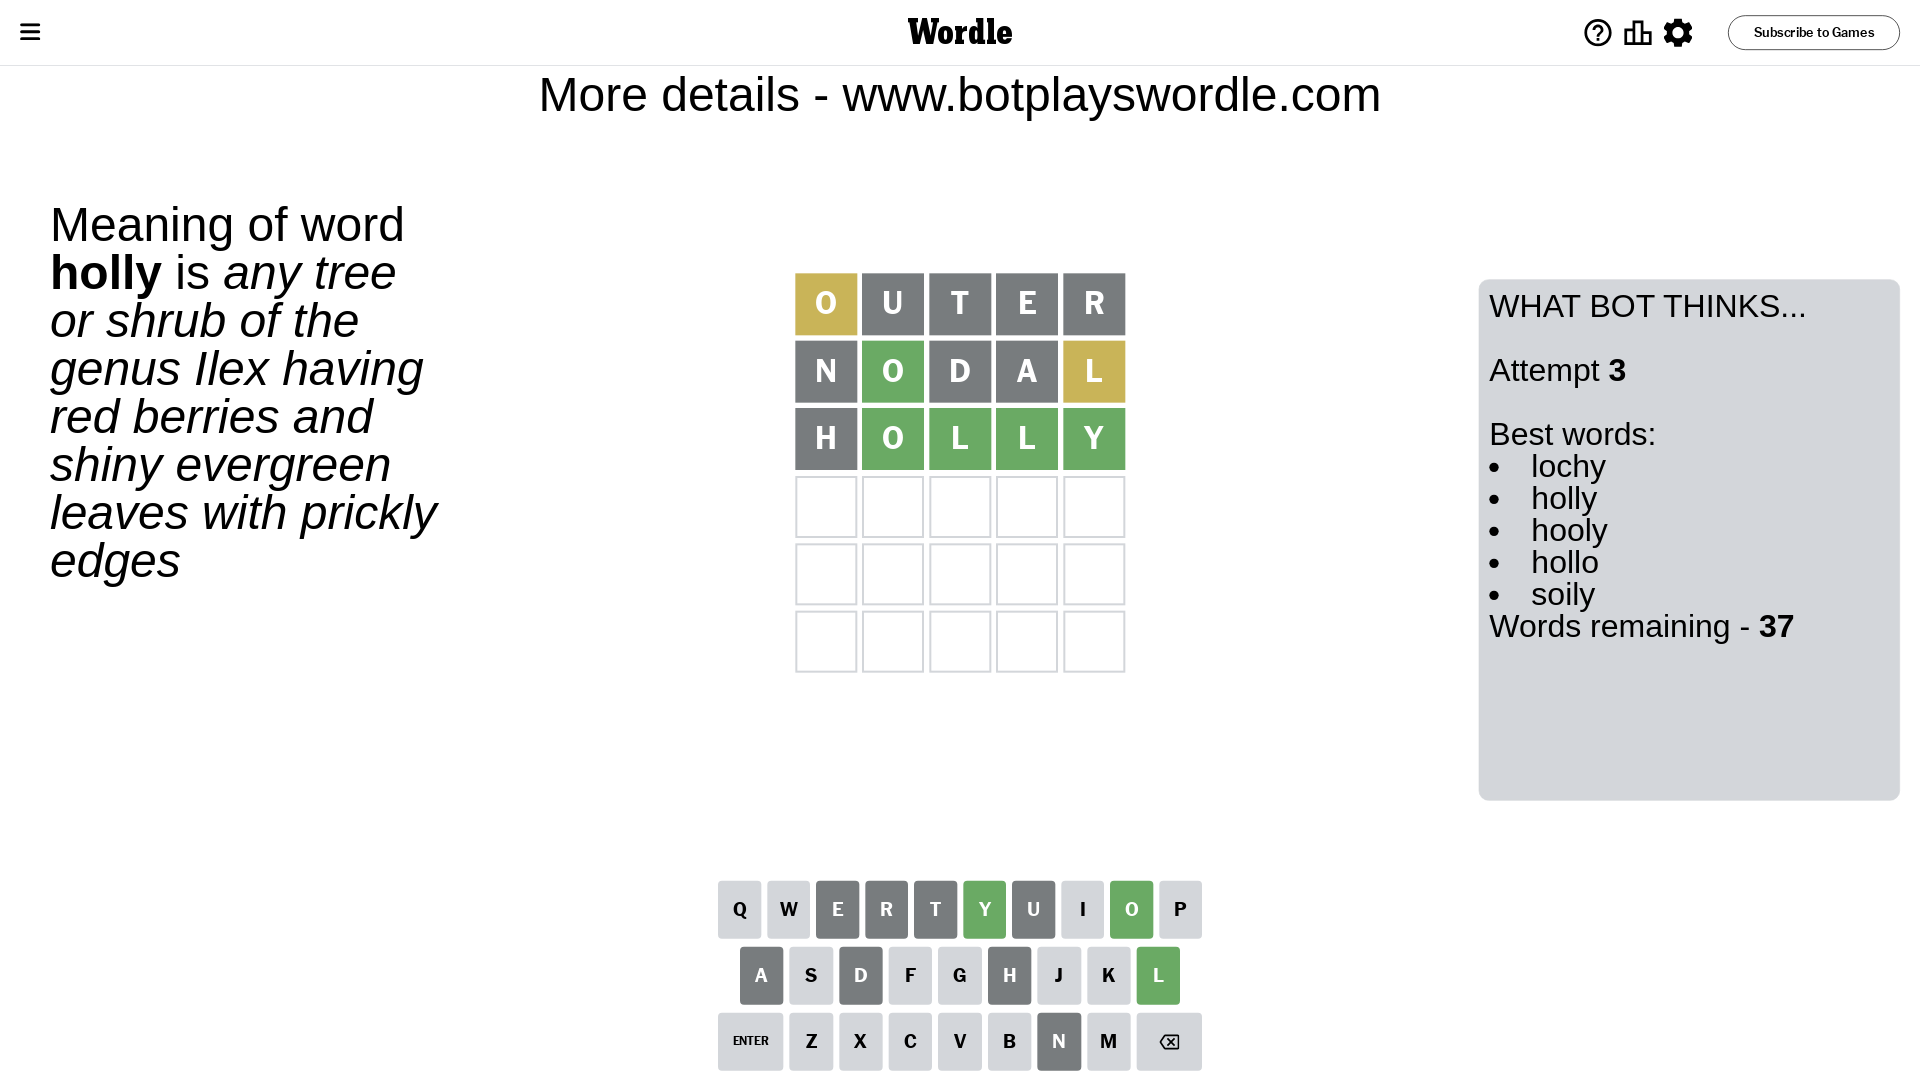 Wordle
Subscribe to Games
More details - www.botplayswordle.com
Meaning of word
holly is any tree
or shrub of the
genus Ilex having
red berries and
shiny evergreen
leaves with prickly
edges
O U T E R
N O D A L
H O L L Y
WHAT BOT THINKS...
Attempt 3
Best words:
• lochy
• holly
• hooly
• hollo
• soily
Words remaining - 37
Q W E R T Y U I O P
A S D F G H J K L
ENTER Z X C V B N M